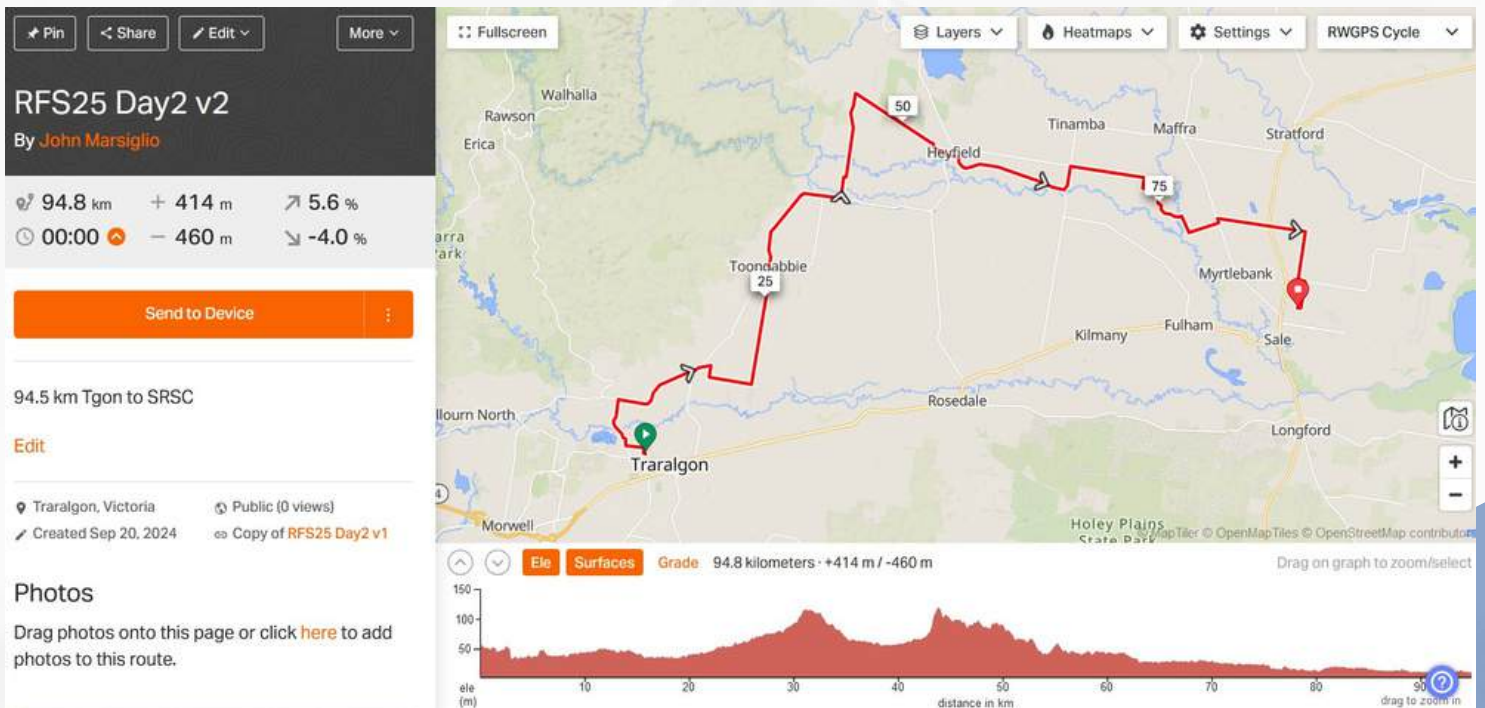 Pin
Share
Edit
More
RFS25 Day2 v2
By John Marsiglio
94.8 km + 414 m 5.6 %
00:00 − 460 m -4.0 %
Send to Device
94.5 km Tgon to SRSC
Edit
Traralgon, Victoria
Public (0 views)
Created Sep 20, 2024
Copy of RFS25 Day2 v1
Photos
Drag photos onto this page or click here to add
photos to this route.
Fullscreen
Layers
Heatmaps
Settings
RWGPS Cycle
Walhalla
Rawson
Erica
50
Tinamba
Maffra
Stratford
Heyfield
75
arra
ark
Toongabbie
25
Myrtlebank
Fulham
Kilmany
Sale
Rosedale
llourn North
Longford
Traralgon
4
Morwell
Holey Plains
State Park
MapTiler © OpenMapTiles © OpenStreetMap contributors
+
−
Ele
Surfaces
Grade
94.8 kilometers · +414 m / -460 m
Drag on graph to zoom/select
150
100
50
ele
(m)
10 20 30 40 50 60 70 80 90
distance in km
drag to zoom in
?